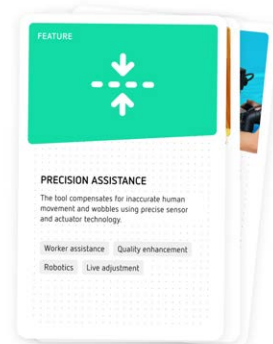 FEATURE
PRECISION ASSISTANCE
The tool compensates for inaccurate human
movement and wobbles using precise sensor
and actuator technology.
Worker assistance Quality enhancement
Robotics Live adjustment